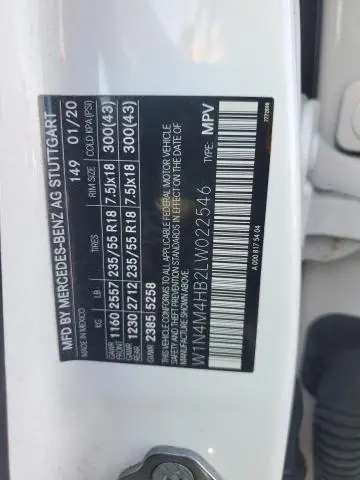 MFD BY MERCEDES-BENZ AG STUTTGART
MADE IN MEXICO 149 01/20
KG LB TIRES RIM SIZE COLD KPA (PSI)
GAWR FRONT 1160 2557 235/55 R18 7.5Jx18 300(43)
GAWR REAR 1230 2712 235/55 R18 7.5Jx18 300(43)
GVWR 2385 5258
THIS VEHICLE CONFORMS TO ALL APPLICABLE FEDERAL MOTOR VEHICLE
SAFETY AND THEFT PREVENTION STANDARDS IN EFFECT ON THE DATE OF
MANUFACTURE SHOWN ABOVE.
W1N4M4HB2LW022546 TYPE: MPV
A 000 817 54 04